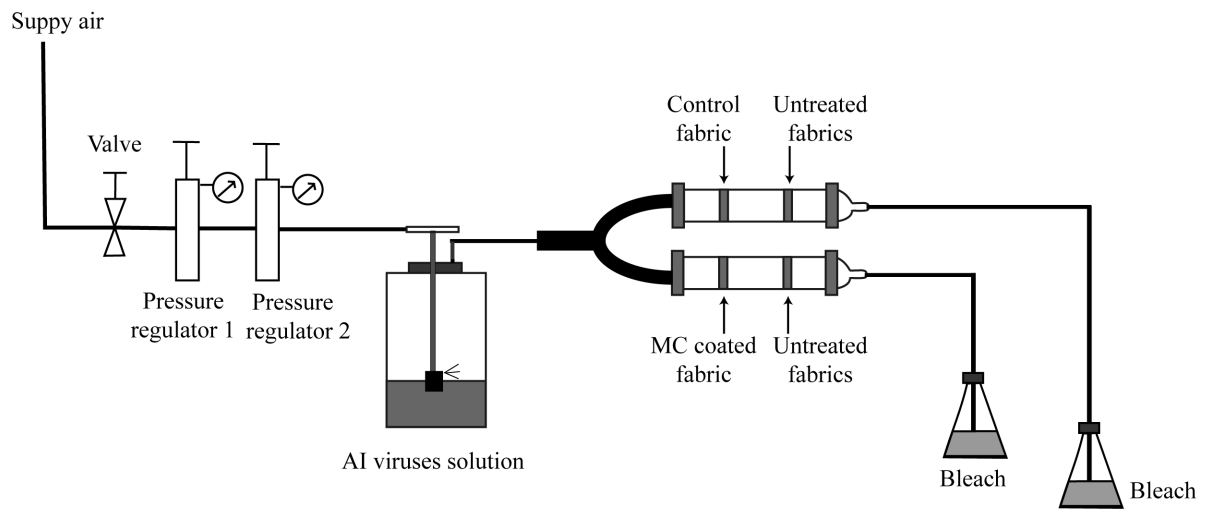 Suppy air
Valve
Pressure
regulator 1
Pressure
regulator 2
AI viruses solution
Control
fabric
Untreated
fabrics
MC coated
fabric
Untreated
fabrics
Bleach
Bleach